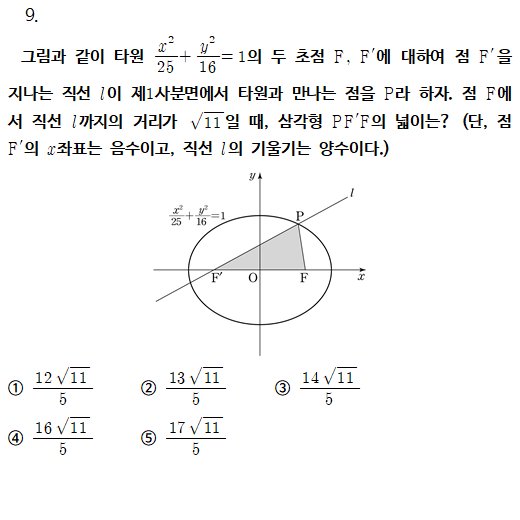 9.
그림과 같이 타원 $\frac{x^2}{25}+\frac{y^2}{16}=1$의 두 초점 F, F′에 대하여 점 F′을
지나는 직선 l이 제1사분면에서 타원과 만나는 점을 P라 하자. 점 F에
서 직선 l까지의 거리가 $\sqrt{11}$일 때, 삼각형 PF′F의 넓이는? (단, 점
F′의 x좌표는 음수이고, 직선 l의 기울기는 양수이다.)
y
l
$\frac{x^2}{25}+\frac{y^2}{16}=1$
P
F′ O F x
① $\frac{12\sqrt{11}}{5}$ ② $\frac{13\sqrt{11}}{5}$ ③ $\frac{14\sqrt{11}}{5}$
④ $\frac{16\sqrt{11}}{5}$ ⑤ $\frac{17\sqrt{11}}{5}$